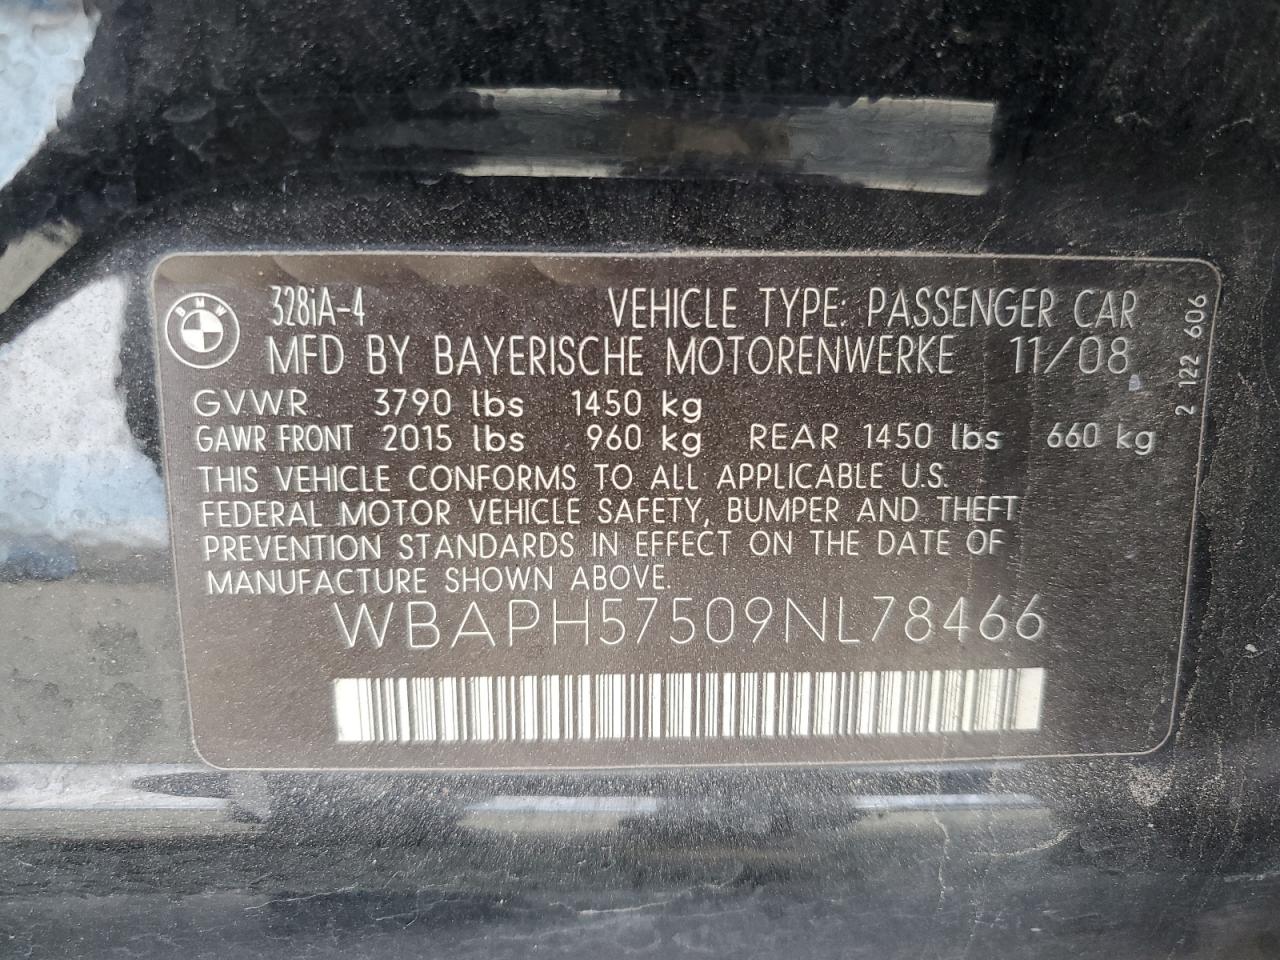 BMW
328iA-4 VEHICLE TYPE: PASSENGER CAR
MFD BY BAYERISCHE MOTORENWERKE 11/08
G.V.W.R 3790 lbs 1450 kg
GAWR FRONT 2015 lbs 960 kg REAR 1450 lbs 660 kg
THIS VEHICLE CONFORMS TO ALL APPLICABLE U.S.
FEDERAL MOTOR VEHICLE SAFETY, BUMPER AND THEFT
PREVENTION STANDARDS IN EFFECT ON THE DATE OF
MANUFACTURE SHOWN ABOVE.
WBAPH57509NL78466
2 122 606